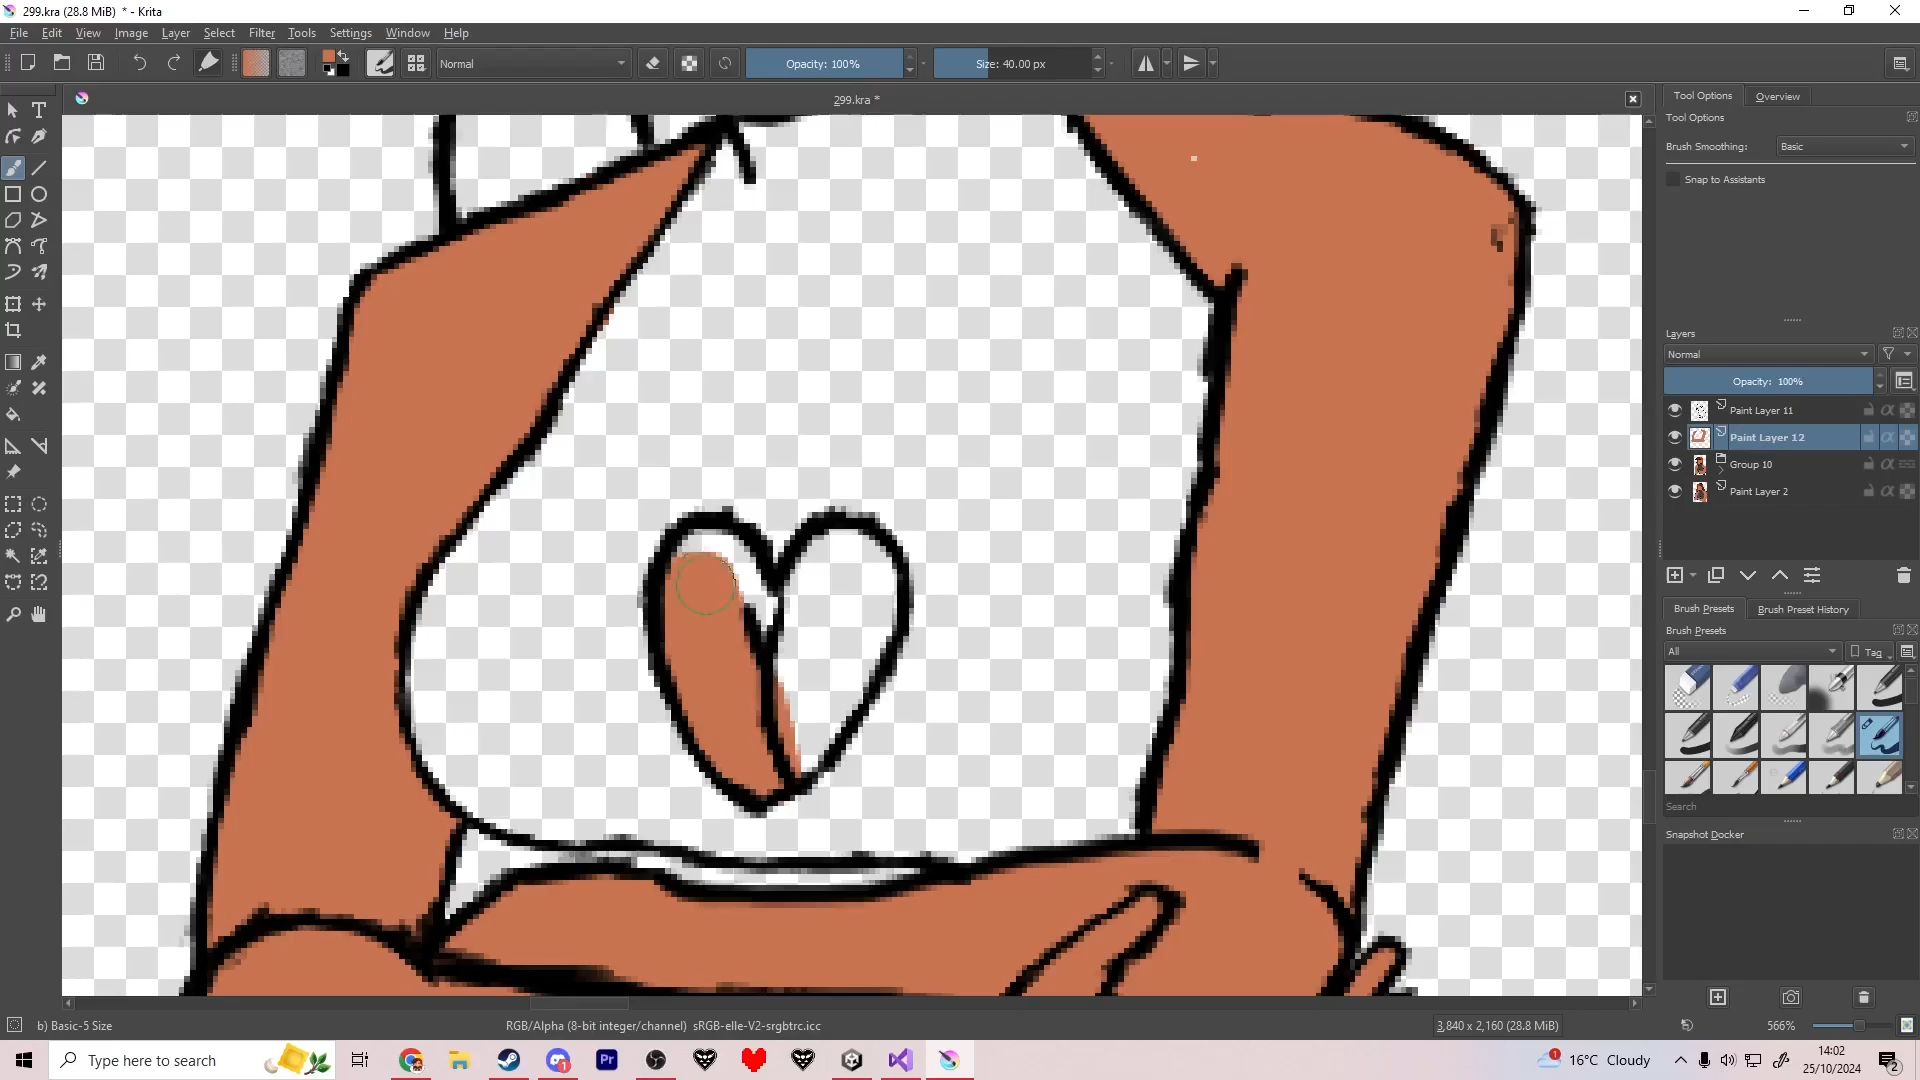 299.kra (28.8 MiB) * - Krita
File Edit View Image Layer Select Filter Tools Settings Window Help
Normal
Opacity: 100%
Size: 40.00 px
299.kra *
Tool Options
Overview
Tool Options
Brush Smoothing:
Basic
Snap to Assistants
Layers
Normal
Opacity: 100%
Paint Layer 11
Paint Layer 12
Group 10
Paint Layer 2
Brush Presets
Brush Preset History
Brush Presets
All
Tag
Search
Snapshot Docker
b) Basic-5 Size
RGB/Alpha (8-bit integer/channel) sRGB-elle-V2-srgbtrc.icc
3,840 x 2,160 (28.8 MiB)
566%
Type here to search
16°C Cloudy
14:02
25/10/2024